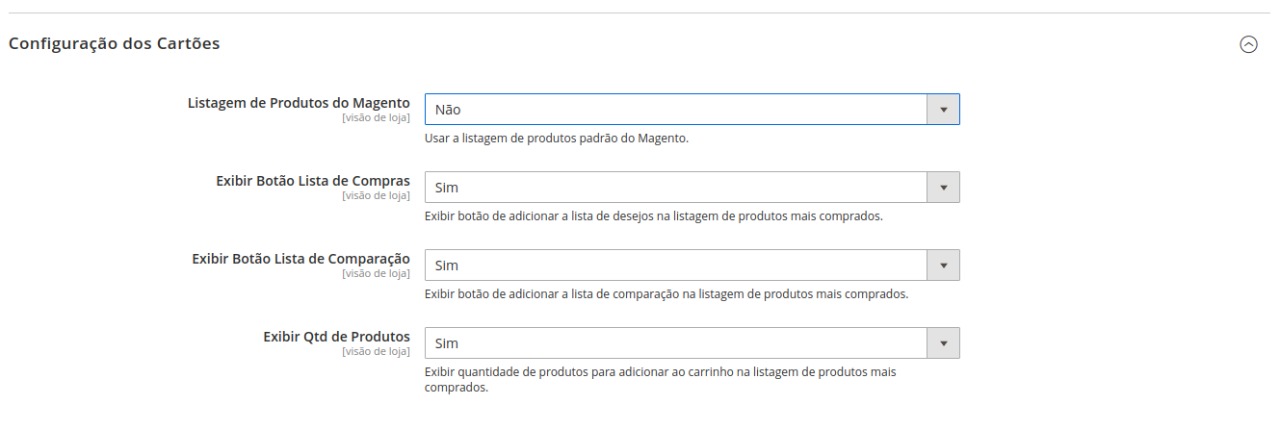 Configuração dos Cartões
Listagem de Produtos do Magento
[visão de loja]
Não
Usar a listagem de produtos padrão do Magento.
Exibir Botão Lista de Compras
[visão de loja]
Sim
Exibir botão de adicionar a lista de desejos na listagem de produtos mais comprados.
Exibir Botão Lista de Comparação
[visão de loja]
Sim
Exibir botão de adicionar a lista de comparação na listagem de produtos mais comprados.
Exibir Qtd de Produtos
[visão de loja]
Sim
Exibir quantidade de produtos para adicionar ao carrinho na listagem de produtos mais
comprados.